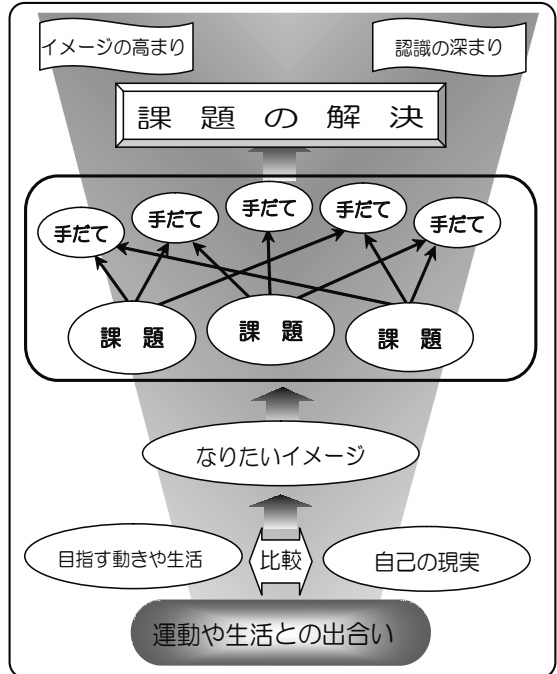 イメージの高まり
認識の深まり
課題の解決
手だて
手だて
手だて
手だて
手だて
課題
課題
課題
なりたいイメージ
目指す動きや生活
比較
自己の現実
運動や生活との出合い